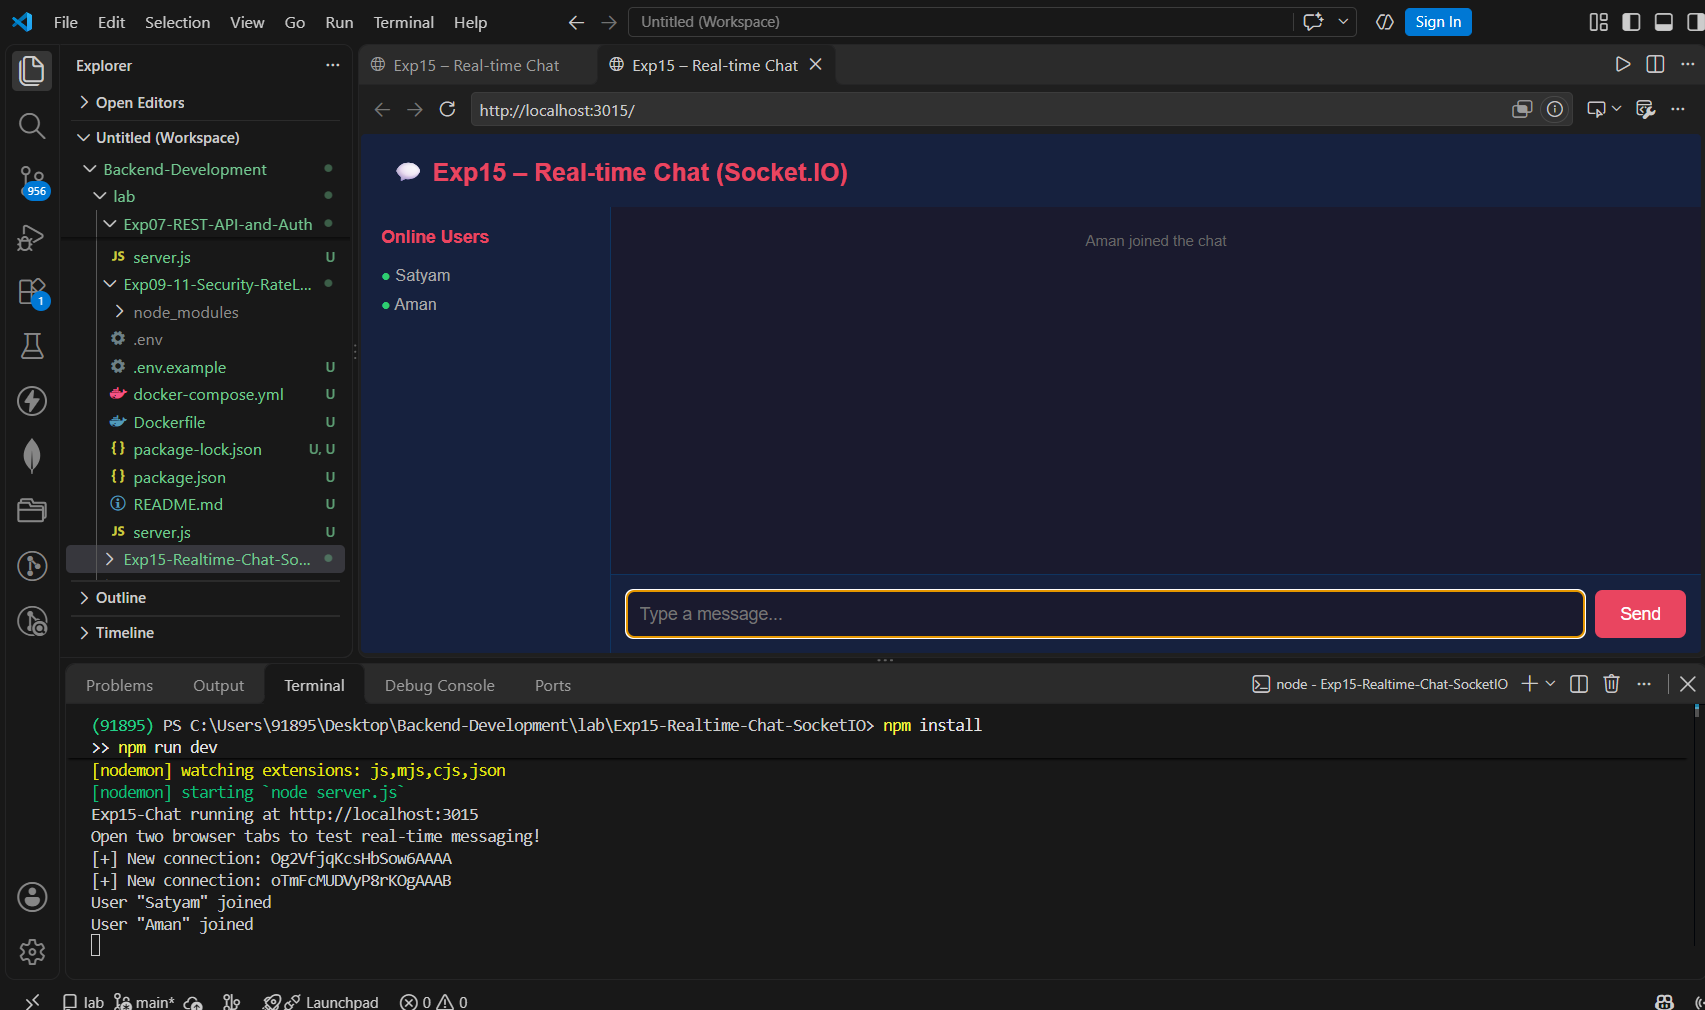 File Edit Selection View Go Run Terminal Help
Untitled (Workspace)
Sign In
Explorer
Open Editors
Untitled (Workspace)
Backend-Development
lab
Exp07-REST-API-and-Auth
server.js U
Exp09-11-Security-RateL...
node_modules
.env
.env.example U
docker-compose.yml U
Dockerfile U
package-lock.json U, U
package.json U
README.md U
server.js U
Exp15-Realtime-Chat-So...
Outline
Timeline
956
1
Exp15 – Real-time Chat
Exp15 – Real-time Chat
http://localhost:3015/
Exp15 – Real-time Chat (Socket.IO)
Online Users
Satyam
Aman
Aman joined the chat
Type a message...
Send
Problems Output Terminal Debug Console Ports
node - Exp15-Realtime-Chat-SocketIO
(91895) PS C:\Users\91895\Desktop\Backend-Development\lab\Exp15-Realtime-Chat-SocketIO> npm install
>> npm run dev
[nodemon] watching extensions: js,mjs,cjs,json
[nodemon] starting `node server.js`
Exp15-Chat running at http://localhost:3015
Open two browser tabs to test real-time messaging!
[+] New connection: Og2VfjqKcsHbSow6AAAA
[+] New connection: oTmFcMUDVyP8rKOgAAAB
User "Satyam" joined
User "Aman" joined
lab main* Launchpad 0 0